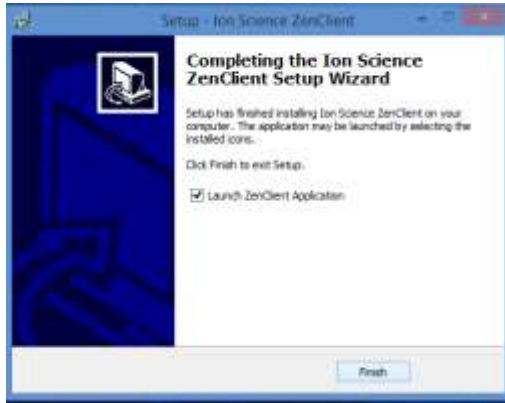 Setup - Ion Science ZenClient
Completing the Ion Science
ZenClient Setup Wizard
Setup has finished installing Ion Science ZenClient on your
computer. The application may be launched by selecting the
installed icons.
Click Finish to exit Setup.
Launch ZenClient Application
Finish